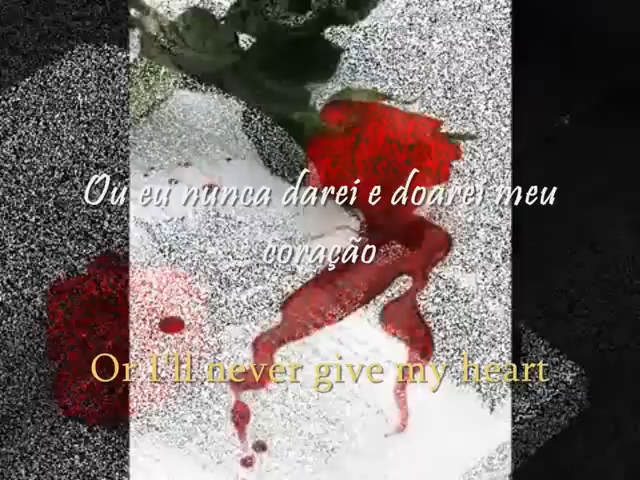 Ou eu nunca darei e doarei meu
coração
Or I'll never give my heart